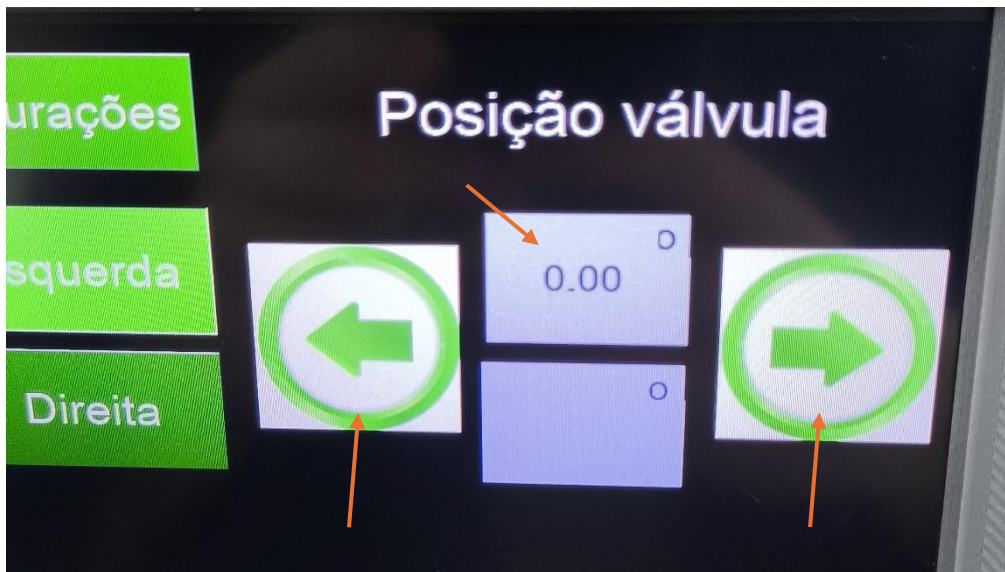 urações
Posição válvula
squerda
O
0.00
Direita
O